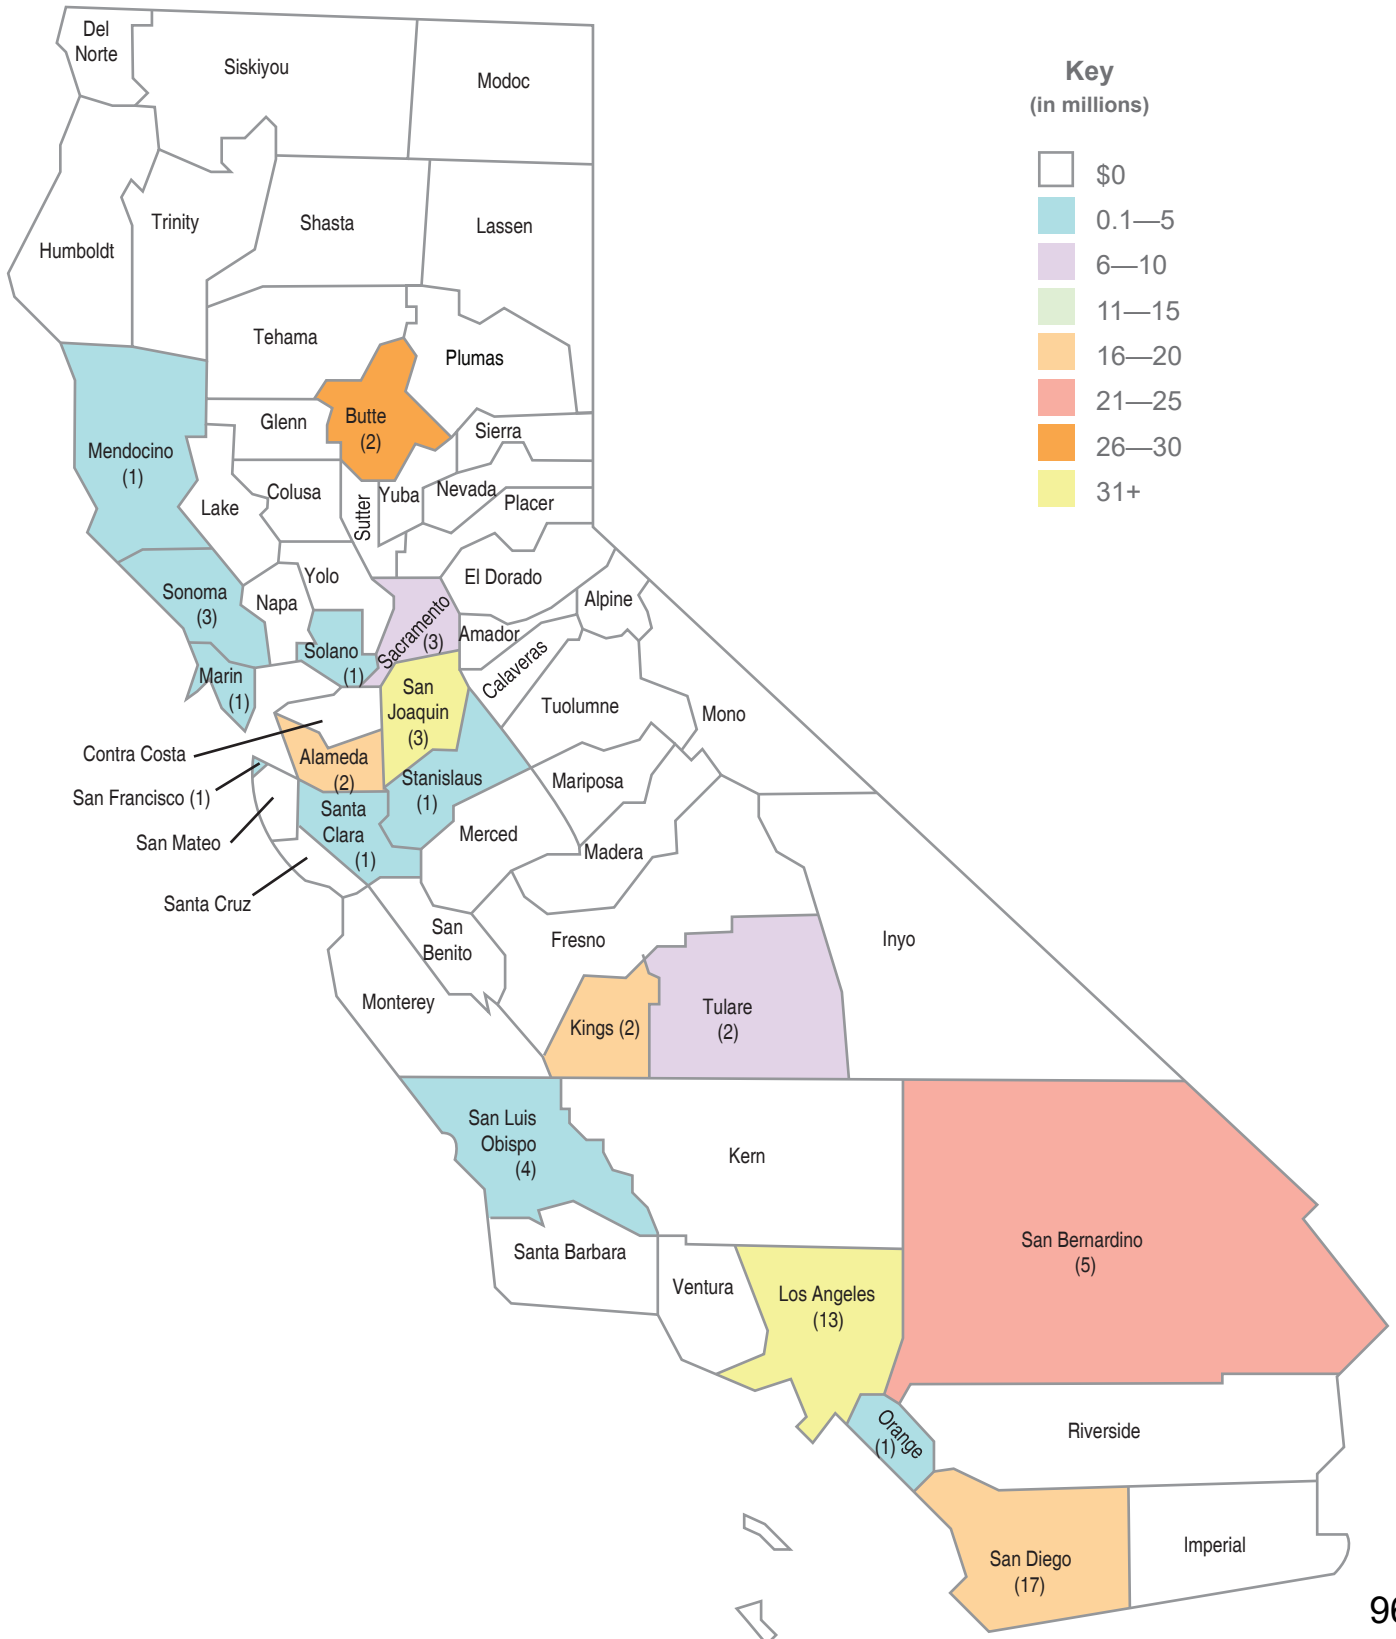 Key
(in millions)
$0
0.1—5
6—10
11—15
16—20
21—25
26—30
31+
Del
Norte
Siskiyou
Modoc
Humboldt
Trinity
Shasta
Lassen
Tehama
Plumas
Mendocino
(1)
Glenn
Butte
(2)
Sierra
Lake
Colusa
Sutter
Yuba
Nevada
Placer
Sonoma
(3)
Napa
Yolo
El Dorado
Alpine
Solano
(1)
Sacramento
(3)
Amador
Calaveras
Marin
(1)
San
Joaquin
(3)
Tuolumne
Mono
Contra Costa
Alameda
(2)
Stanislaus
(1)
Mariposa
San Francisco (1)
Santa
Clara
(1)
San Mateo
Merced
Madera
Santa Cruz
San
Benito
Fresno
Inyo
Monterey
Kings (2)
Tulare
(2)
San Luis
Obispo
(4)
Kern
San Bernardino
(5)
Santa Barbara
Ventura
Los Angeles
(13)
Orange
(1)
Riverside
San Diego
(17)
Imperial
96